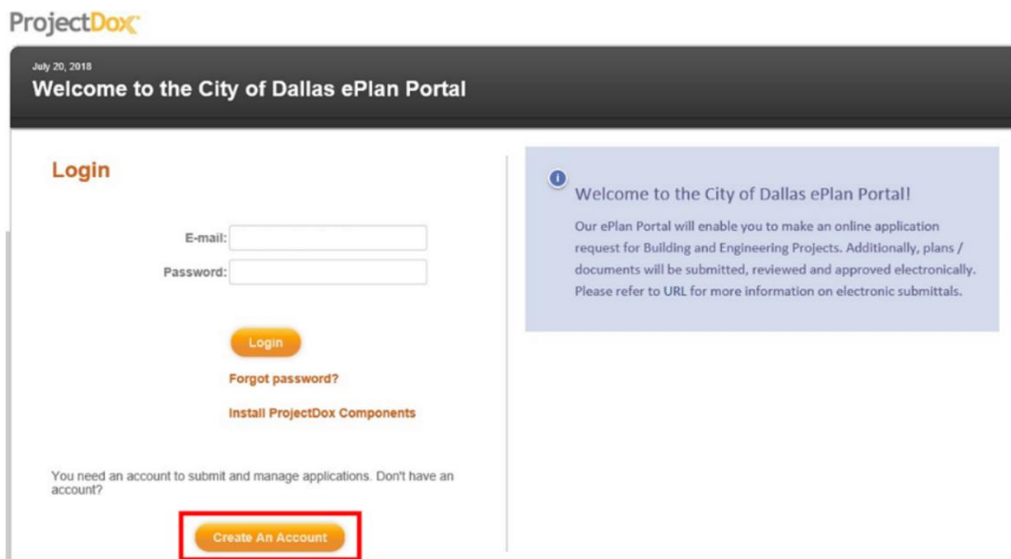 ProjectDox
July 20, 2018
Welcome to the City of Dallas ePlan Portal
Login
E-mail:
Password:
Login
Forgot password?
Install ProjectDox Components
You need an account to submit and manage applications. Don't have an
account?
Create An Account
i
Welcome to the City of Dallas ePlan Portal!
Our ePlan Portal will enable you to make an online application
request for Building and Engineering Projects. Additionally, plans /
documents will be submitted, reviewed and approved electronically.
Please refer to URL for more information on electronic submittals.